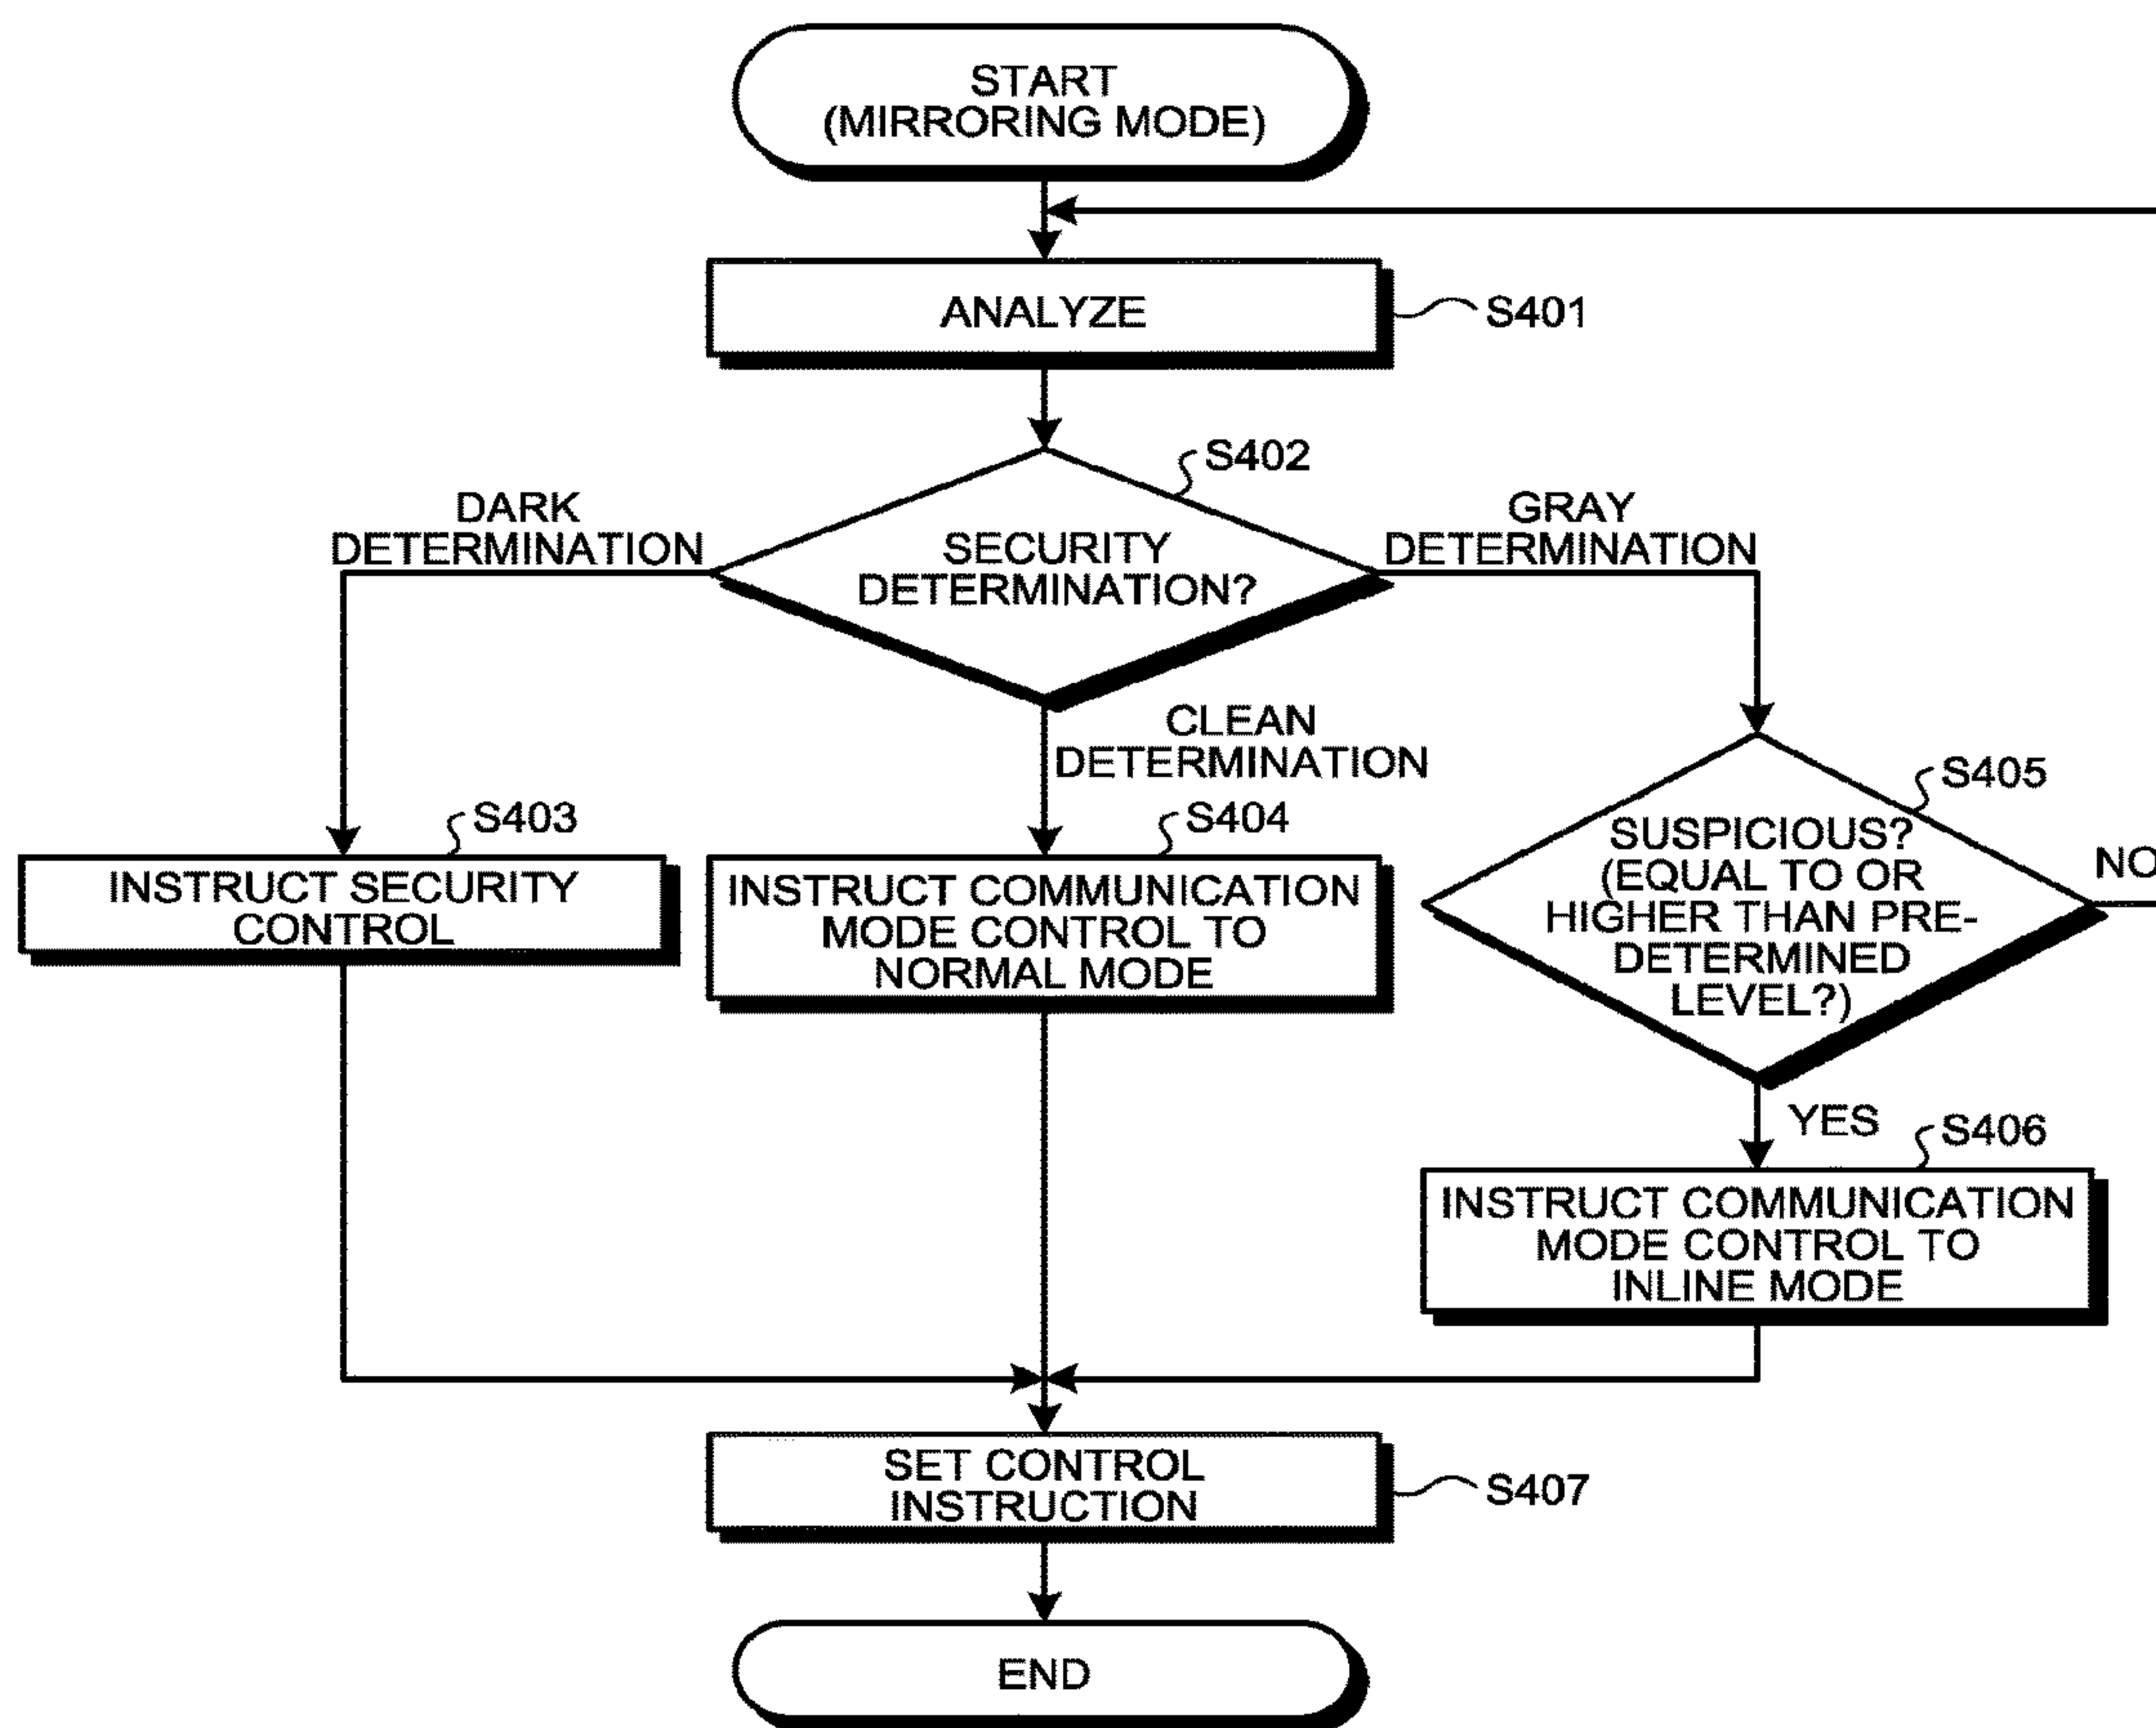 START
(MIRRORING MODE)
ANALYZE
S401
S402
DARK
DETERMINATION
SECURITY
DETERMINATION?
GRAY
DETERMINATION
CLEAN
DETERMINATION
S403
INSTRUCT SECURITY
CONTROL
S404
INSTRUCT COMMUNICATION
MODE CONTROL TO
NORMAL MODE
S405
SUSPICIOUS?
(EQUAL TO OR
HIGHER THAN PRE-
DETERMINED
LEVEL?)
NO
YES
S406
INSTRUCT COMMUNICATION
MODE CONTROL TO
INLINE MODE
SET CONTROL
INSTRUCTION
S407
END